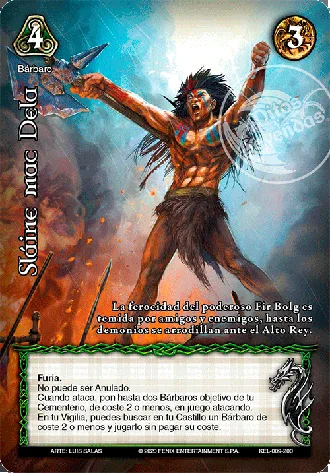 4
3
Bárbaro
Mitos y Leyendas
Sláine mac Dela
La ferocidad del poderoso Fir Bolg es
temida por amigos y enemigos, hasta los
demonios se arrodillan ante el Alto Rey.
Furia.
No puede ser Anulado.
Cuando ataca, pon hasta dos Bárbaros objetivo de tu
Cementerio, de coste 2 o menos, en juego atacando.
En tu Vigilia, puedes buscar en tu Castillo un Bárbaro de
coste 2 o menos y jugarlo sin pagar su coste.
ARTE: LUIS SALAS